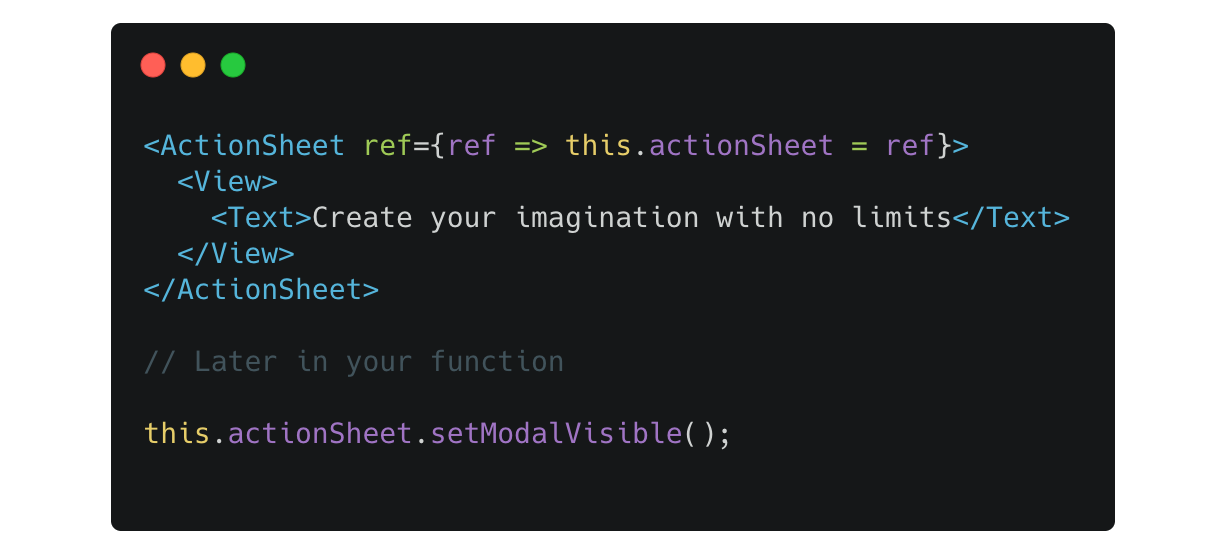 <ActionSheet ref={ref => this.actionSheet = ref}>
<View>
<Text>Create your imagination with no limits</Text>
</View>
</ActionSheet>
// Later in your function
this.actionSheet.setModalVisible();